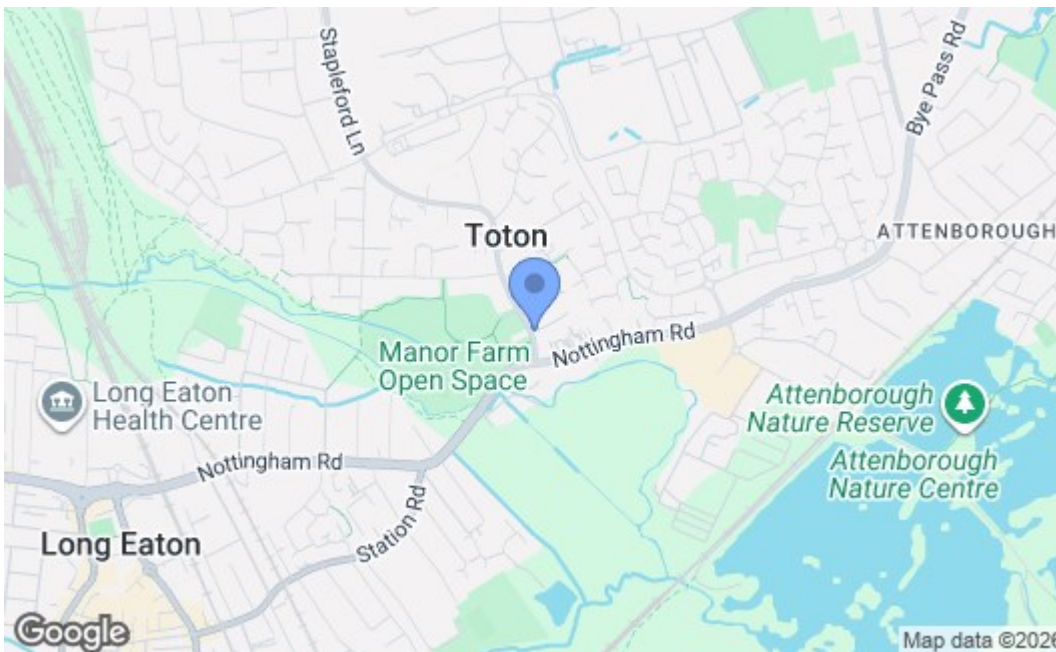 Stapleford Ln
Bye Pass Rd
Toton
ATTENBOROUGH
Manor Farm
Open Space
Nottingham Rd
Long Eaton
Health Centre
Attenborough
Nature Reserve
Attenborough
Nature Centre
Nottingham Rd
Station Rd
Long Eaton
Google
Map data ©2026